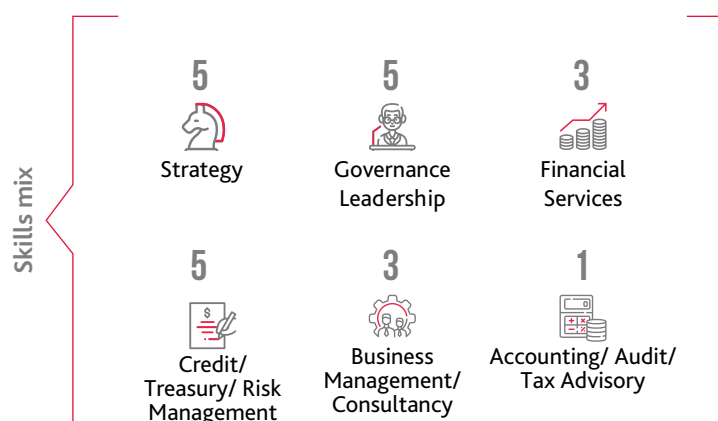 Skills mix
5
Strategy
5
Governance
Leadership
3
Financial
Services
5
$
Credit/
Treasury/ Risk
Management
3
Business
Management/
Consultancy
1
Accounting/ Audit/
Tax Advisory